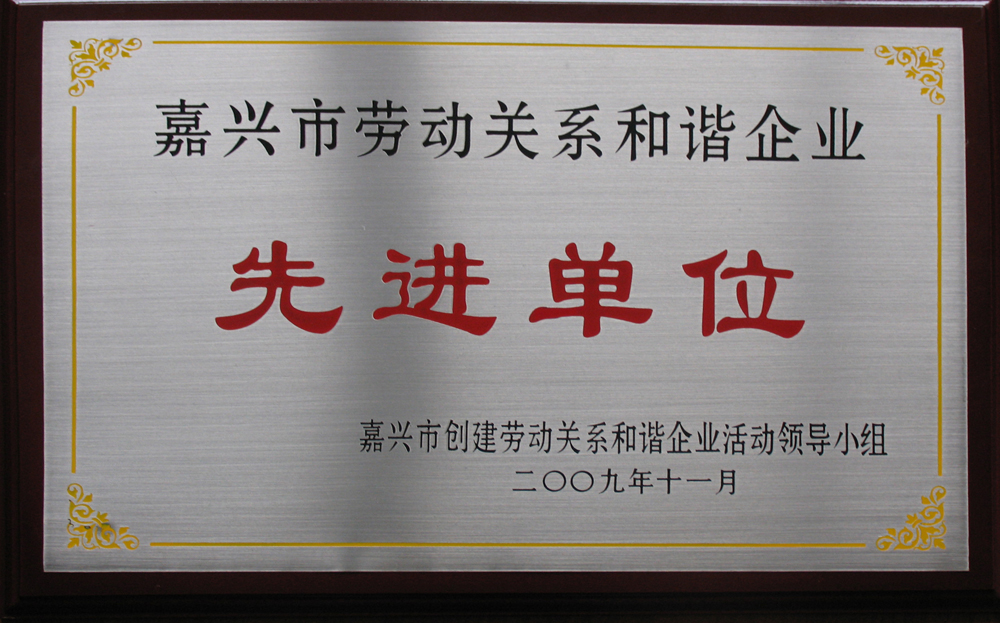 嘉兴市劳动关系和谐企业
先进单位
嘉兴市创建劳动关系和谐企业活动领导小组
二〇〇九年十一月